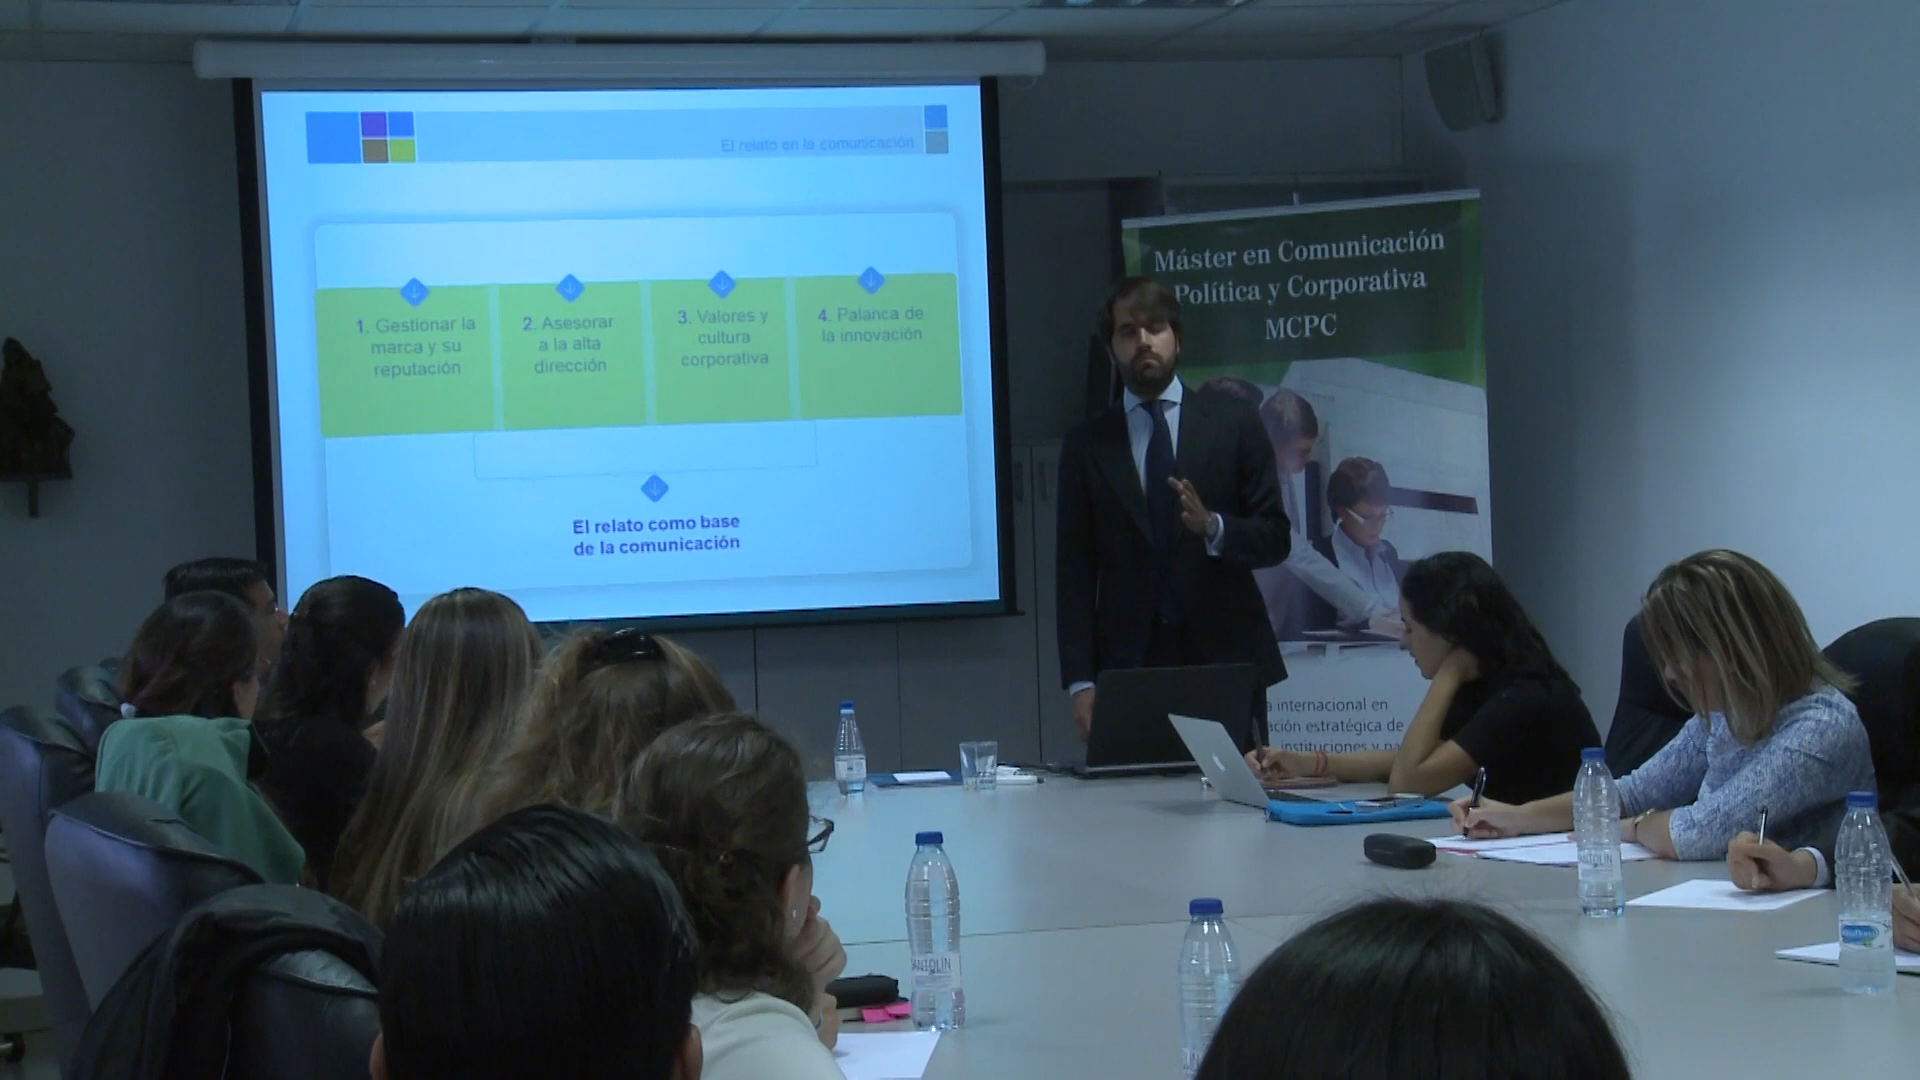 El relato en la comunicación
1. Gestionar la
marca y su
reputación
2. Asesorar
a la alta
dirección
3. Valores y
cultura
corporativa
4. Palanca de
la innovación
El relato como base
de la comunicación
Máster en Comunicación
Política y Corporativa
MCPC
internacional en
estratégica de
instituciones y